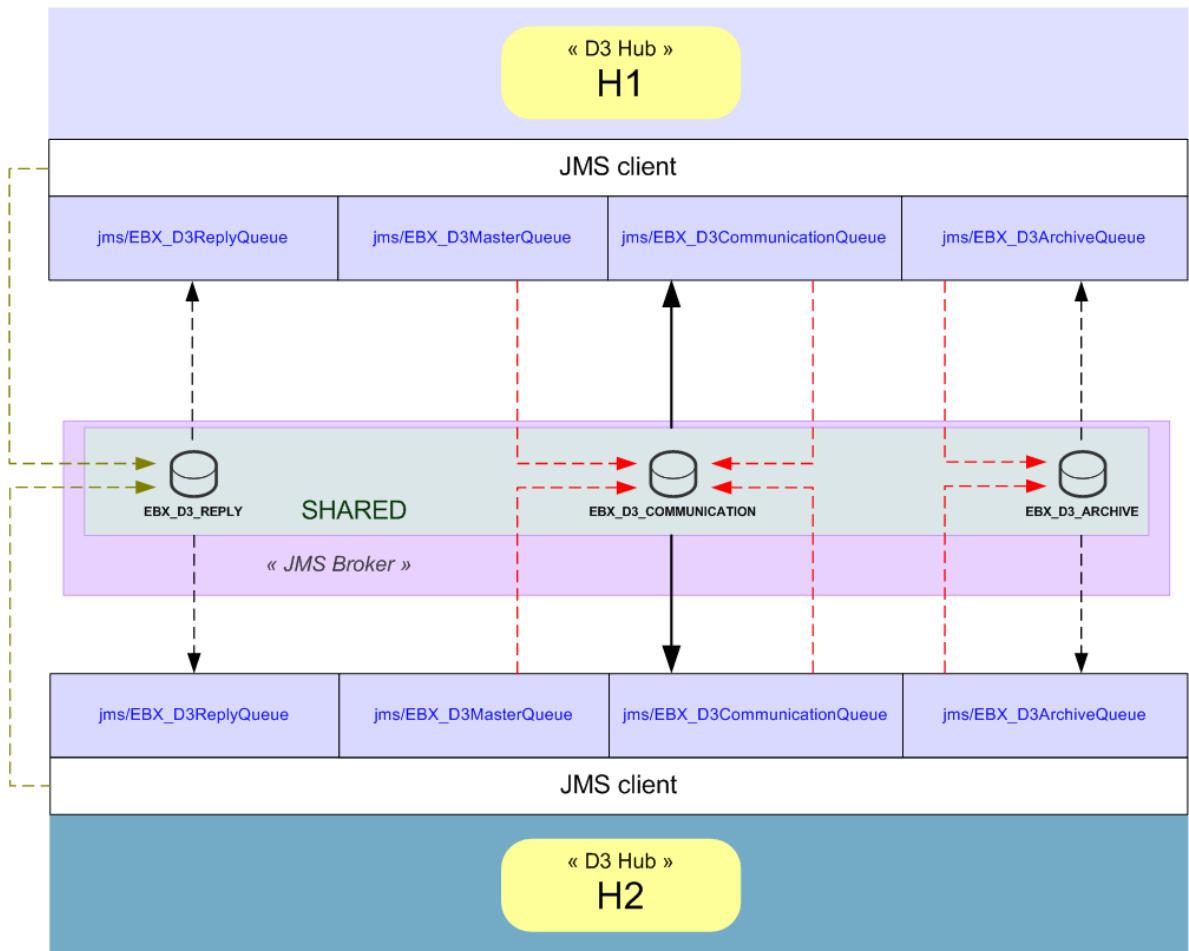 « D3 Hub »
H1
JMS client
jms/EBX_D3ReplyQueue
jms/EBX_D3MasterQueue
jms/EBX_D3CommunicationQueue
jms/EBX_D3ArchiveQueue
EBX_D3_REPLY
SHARED
EBX_D3_COMMUNICATION
EBX_D3_ARCHIVE
« JMS Broker »
jms/EBX_D3ReplyQueue
jms/EBX_D3MasterQueue
jms/EBX_D3CommunicationQueue
jms/EBX_D3ArchiveQueue
JMS client
« D3 Hub »
H2